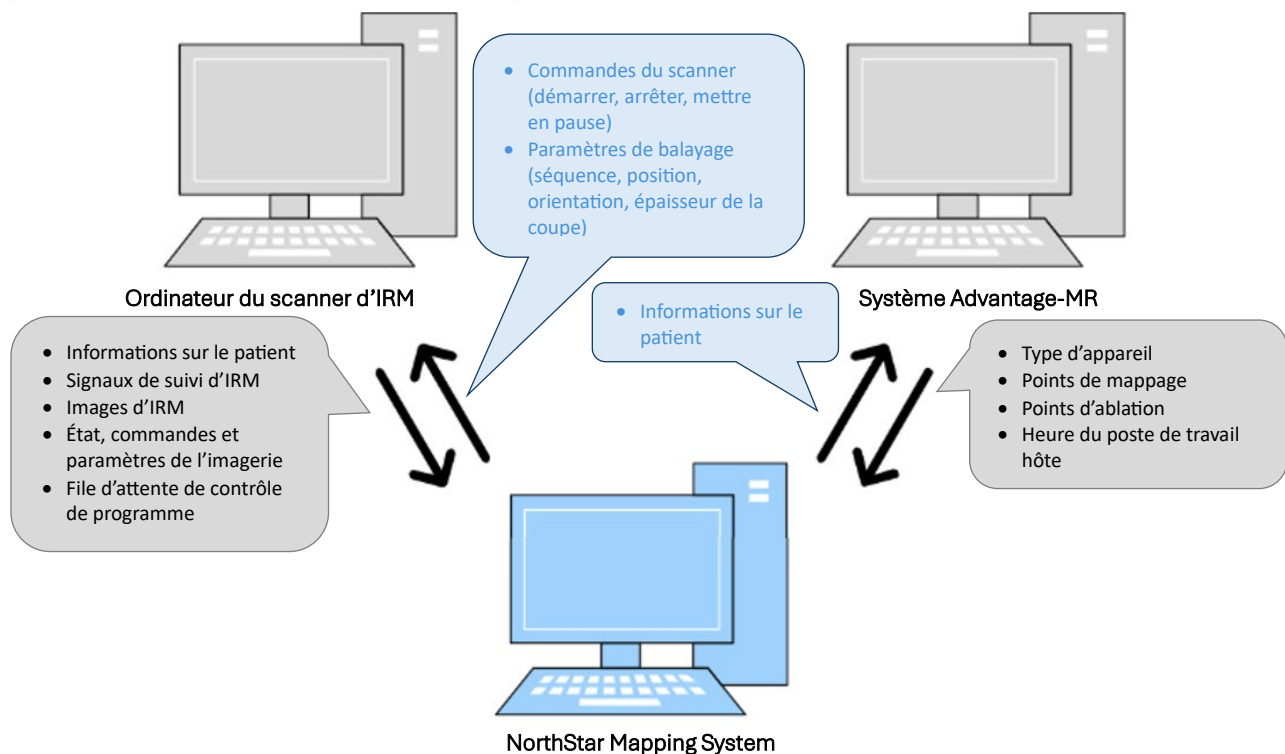 • Commandes du scanner
(démarrer, arrêter, mettre
en pause)
• Paramètres de balayage
(séquence, position,
orientation, épaisseur de la
coupe)
Ordinateur du scanner d’IRM
Système Advantage-MR
• Informations sur le
patient
• Informations sur le patient
• Signaux de suivi d’IRM
• Images d’IRM
• État, commandes et
paramètres de l’imagerie
• File d’attente de contrôle
de programme
• Type d’appareil
• Points de mappage
• Points d’ablation
• Heure du poste de travail
hôte
NorthStar Mapping System